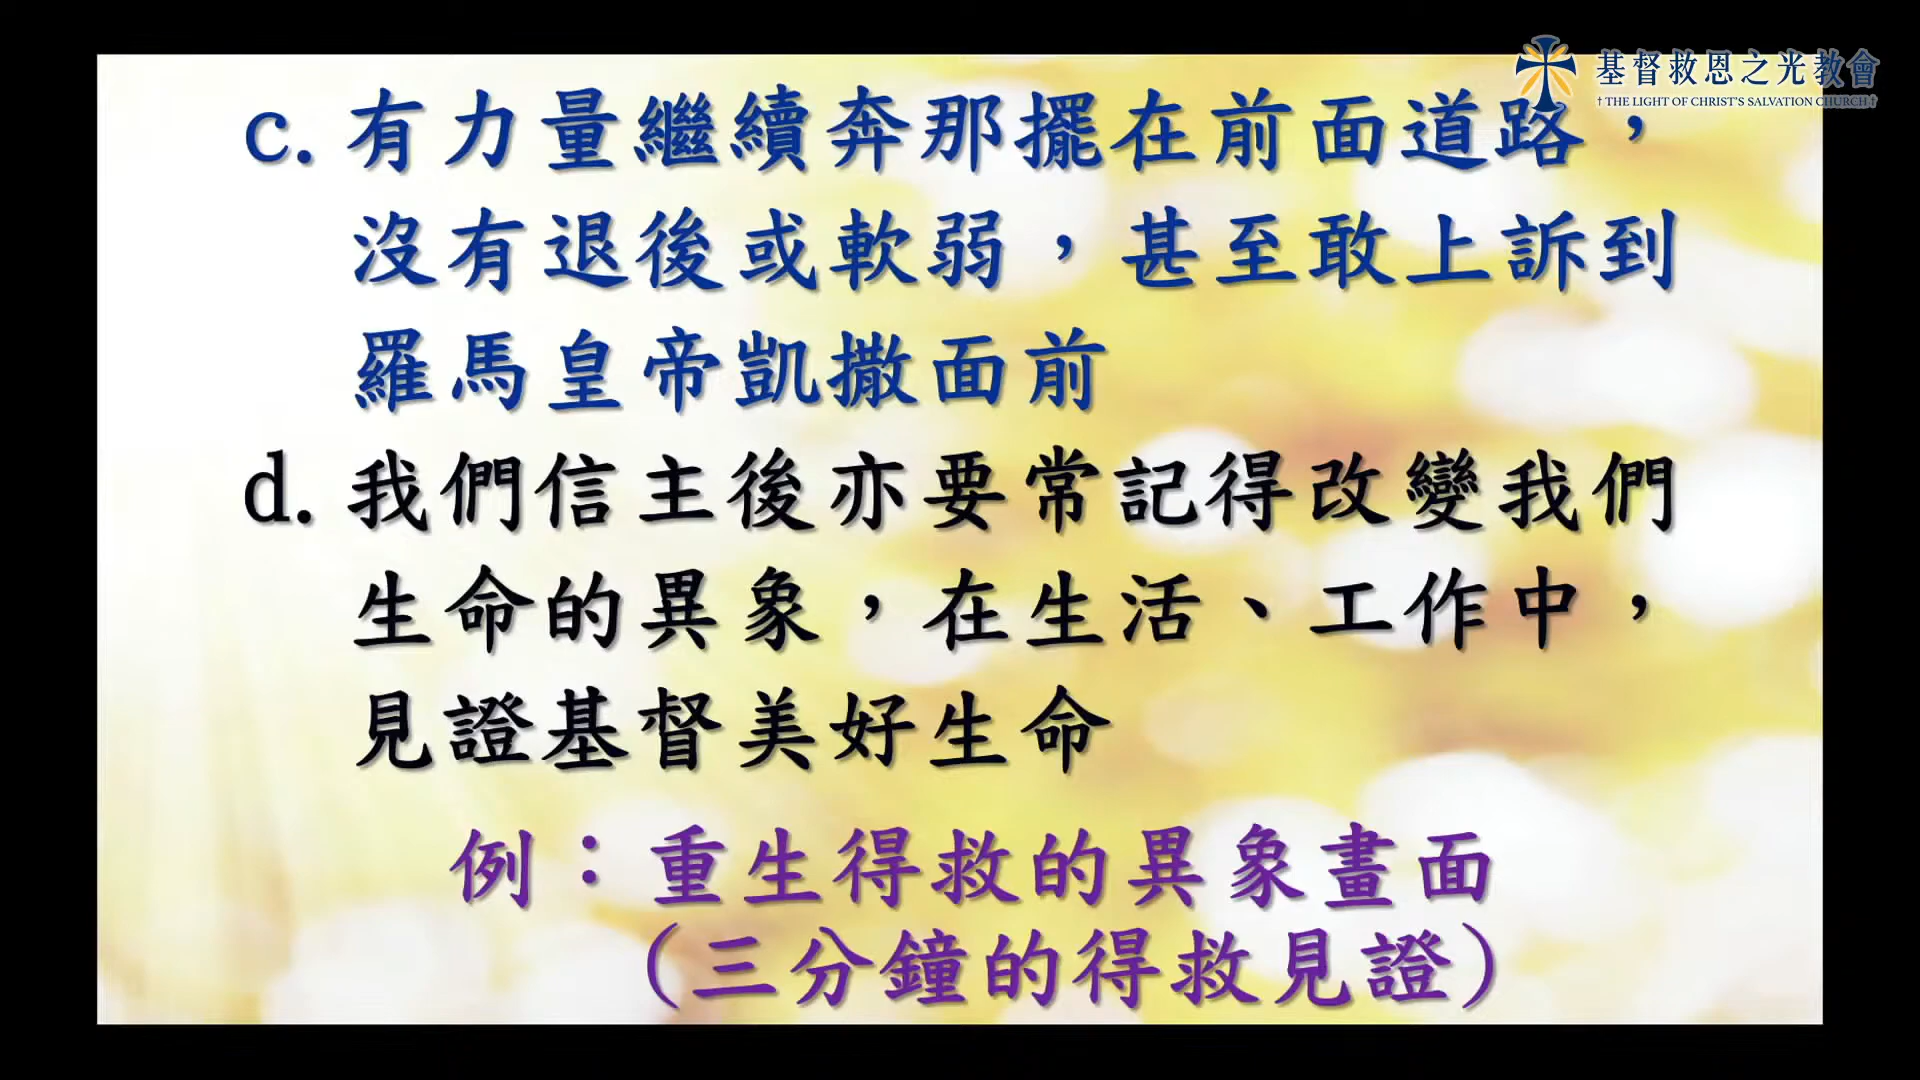 基督救恩之光教會
†THE LIGHT OF CHRIST'S SALVATION CHURCH†
c. 有力量繼續奔那擺在前面道路，
沒有退後或軟弱，甚至敢上訴到
羅馬皇帝凱撒面前
d. 我們信主後亦要常記得改變我們
生命的異象，在生活、工作中，
見證基督美好生命
例：重生得救的異象畫面
(三分鐘的得救見證)